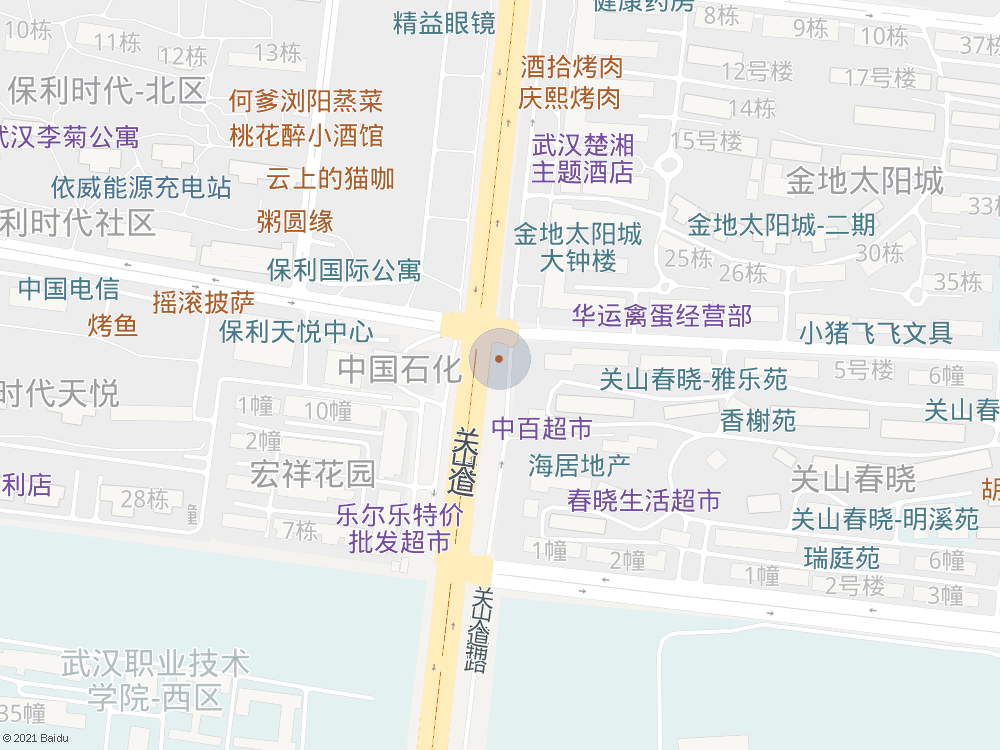 精益眼镜
健康药房
8栋
9栋
10栋
37栋
10栋
11栋
12栋
13栋
酒拾烤肉
庆熙烤肉
12号楼
17号楼
14栋
15号楼
保利时代-北区
何爹浏阳蒸菜
桃花醉小酒馆
武汉李菊公寓
武汉楚湘
主题酒店
云上的猫咖
依威能源充电站
金地太阳城
利时代社区
粥圆缘
金地太阳城
大钟楼
金地太阳城-二期
33栋
30栋
25栋
26栋
35栋
保利国际公寓
中国电信
摇滚披萨
烤鱼
保利天悦中心
华运禽蛋经营部
小猪飞飞文具
中国石化
时代天悦
关山春晓-雅乐苑
5号楼
6幢
关山春
香榭苑
1幢
10幢
2幢
中百超市
关山道
海居地产
宏祥花园
关山春晓
利店
28栋
幢
春晓生活超市
胡
乐尔乐特价
批发超市
7栋
关山春晓-明溪苑
1幢
2幢
瑞庭苑
6幢
1幢
2号楼
3幢
关山道辅路
武汉职业技术
学院-西区
35幢
© 2021 Baidu